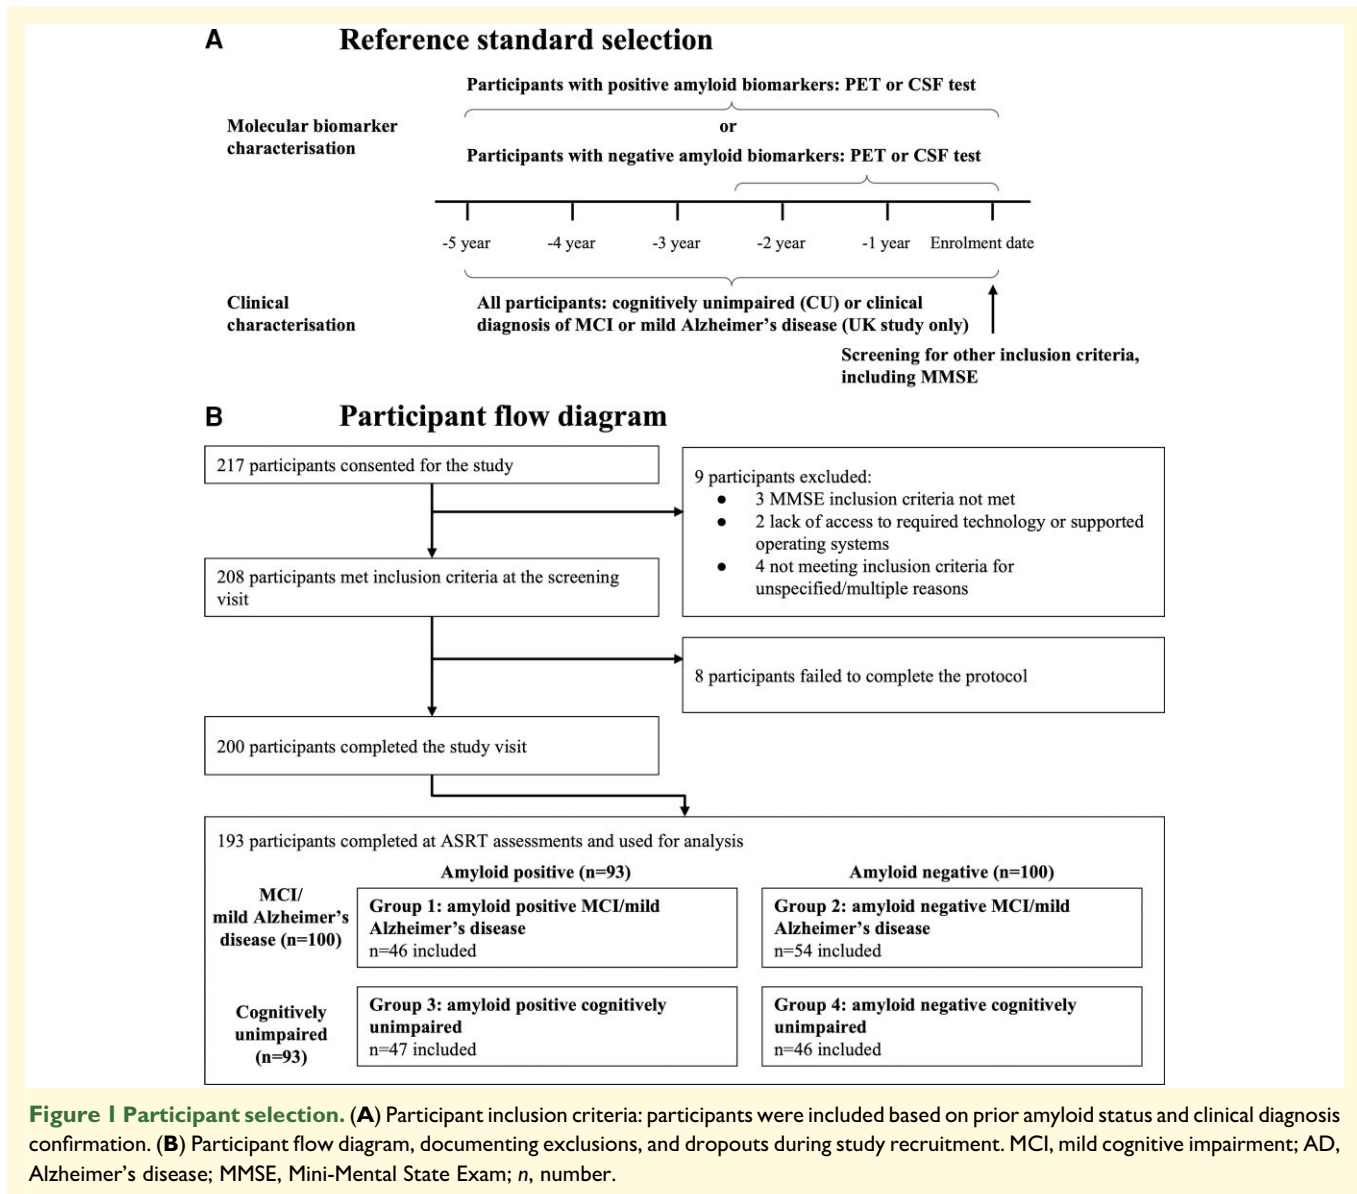 A Reference standard selection
Participants with positive amyloid biomarkers: PET or CSF test
Molecular biomarker
characterisation
or
Participants with negative amyloid biomarkers: PET or CSF test
-5 year -4 year -3 year -2 year -1 year Enrolment date
Clinical
characterisation
All participants: cognitively unimpaired (CU) or clinical
diagnosis of MCI or mild Alzheimer's disease (UK study only)
Screening for other inclusion criteria,
including MMSE
B Participant flow diagram
217 participants consented for the study
9 participants excluded:
● 3 MMSE inclusion criteria not met
● 2 lack of access to required technology or supported
operating systems
● 4 not meeting inclusion criteria for
unspecified/multiple reasons
208 participants met inclusion criteria at the screening
visit
8 participants failed to complete the protocol
200 participants completed the study visit
193 participants completed at ASRT assessments and used for analysis
Amyloid positive (n=93) Amyloid negative (n=100)
MCI/
mild Alzheimer's
disease (n=100)
Group 1: amyloid positive MCI/mild
Alzheimer's disease
n=46 included
Group 2: amyloid negative MCI/mild
Alzheimer's disease
n=54 included
Cognitively
unimpaired
(n=93)
Group 3: amyloid positive cognitively
unimpaired
n=47 included
Group 4: amyloid negative cognitively
unimpaired
n=46 included
Figure 1 Participant selection. (A) Participant inclusion criteria: participants were included based on prior amyloid status and clinical diagnosis
confirmation. (B) Participant flow diagram, documenting exclusions, and dropouts during study recruitment. MCI, mild cognitive impairment; AD,
Alzheimer's disease; MMSE, Mini-Mental State Exam; n, number.